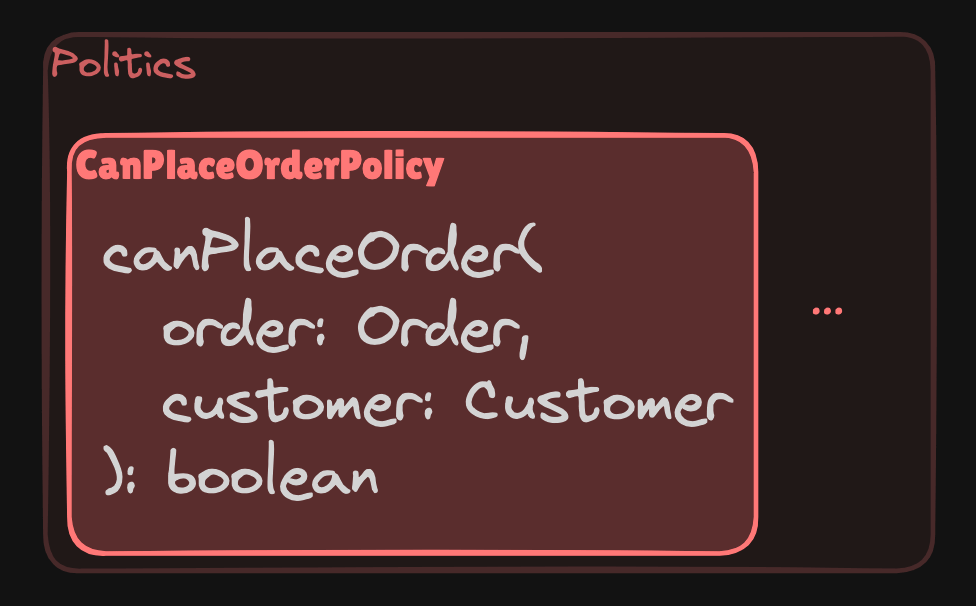 Politics
CanPlaceOrderPolicy
canPlaceOrder(
order: Order,
customer: Customer
): boolean
...